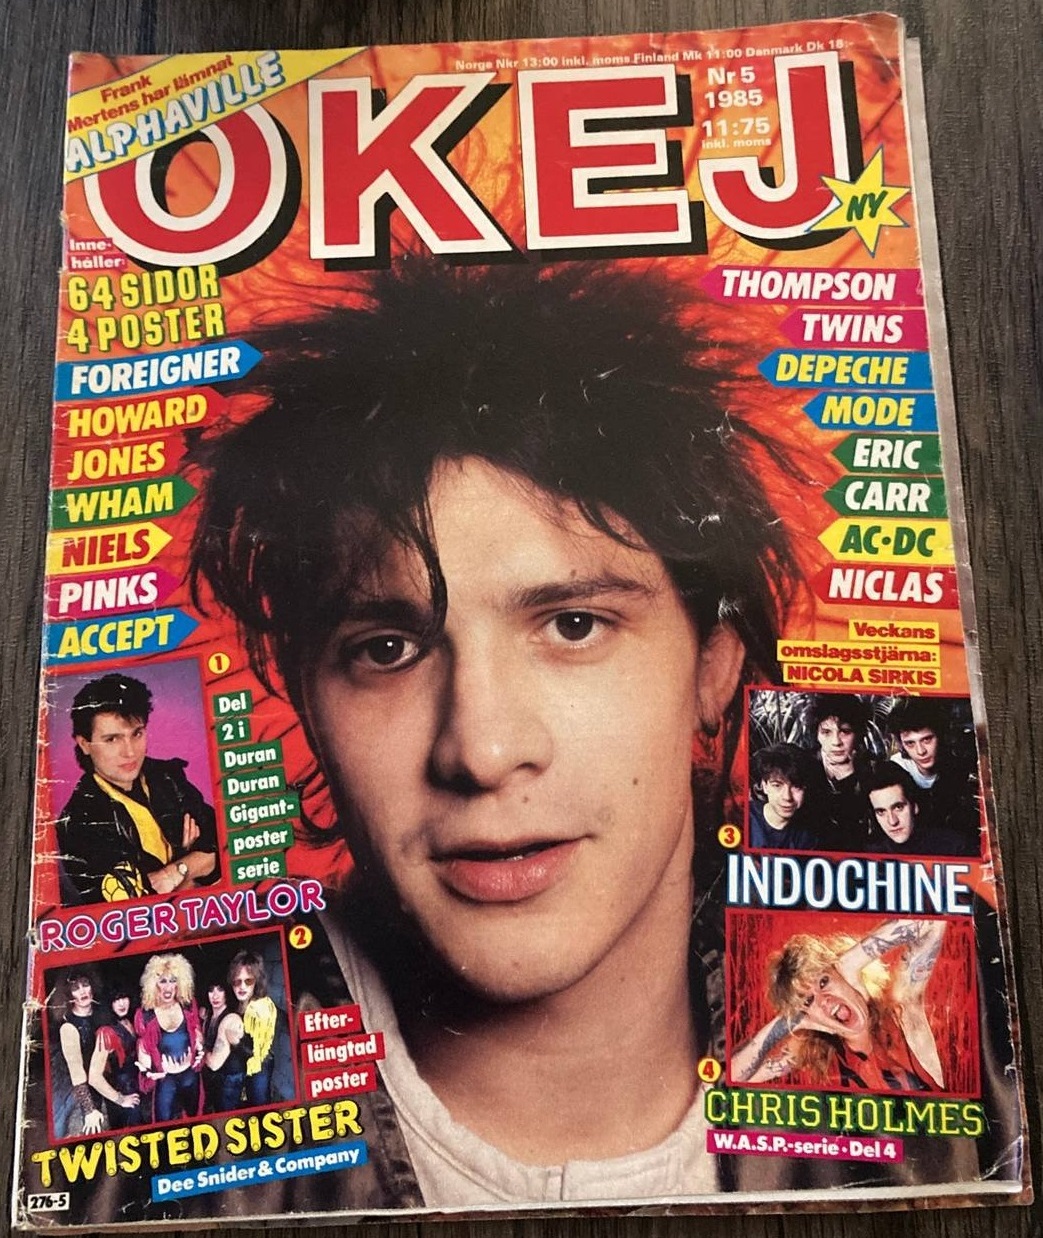 Norge Nkr 13:00 inkl. moms Finland Mk 11:00 Danmark Dk 18:-
Frank
Mertens har lämnat
ALPHAVILLE
OKEJ
Nr 5
1985
11:75
inkl. moms
NY
Inne-
håller:
64 SIDOR
4 POSTER
FOREIGNER
HOWARD
JONES
WHAM
NIELS
PINKS
ACCEPT
THOMPSON
TWINS
DEPECHE
MODE
ERIC
CARR
AC•DC
NICLAS
Veckans
omslagsstjärna:
NICOLA SIRKIS
1
Del
2 i
Duran
Duran
Gigant-
poster
serie
ROGER TAYLOR
2
Efter-
längtad
poster
TWISTED SISTER
Dee Snider & Company
3
INDOCHINE
4
CHRIS HOLMES
W.A.S.P.-serie • Del 4
276-5